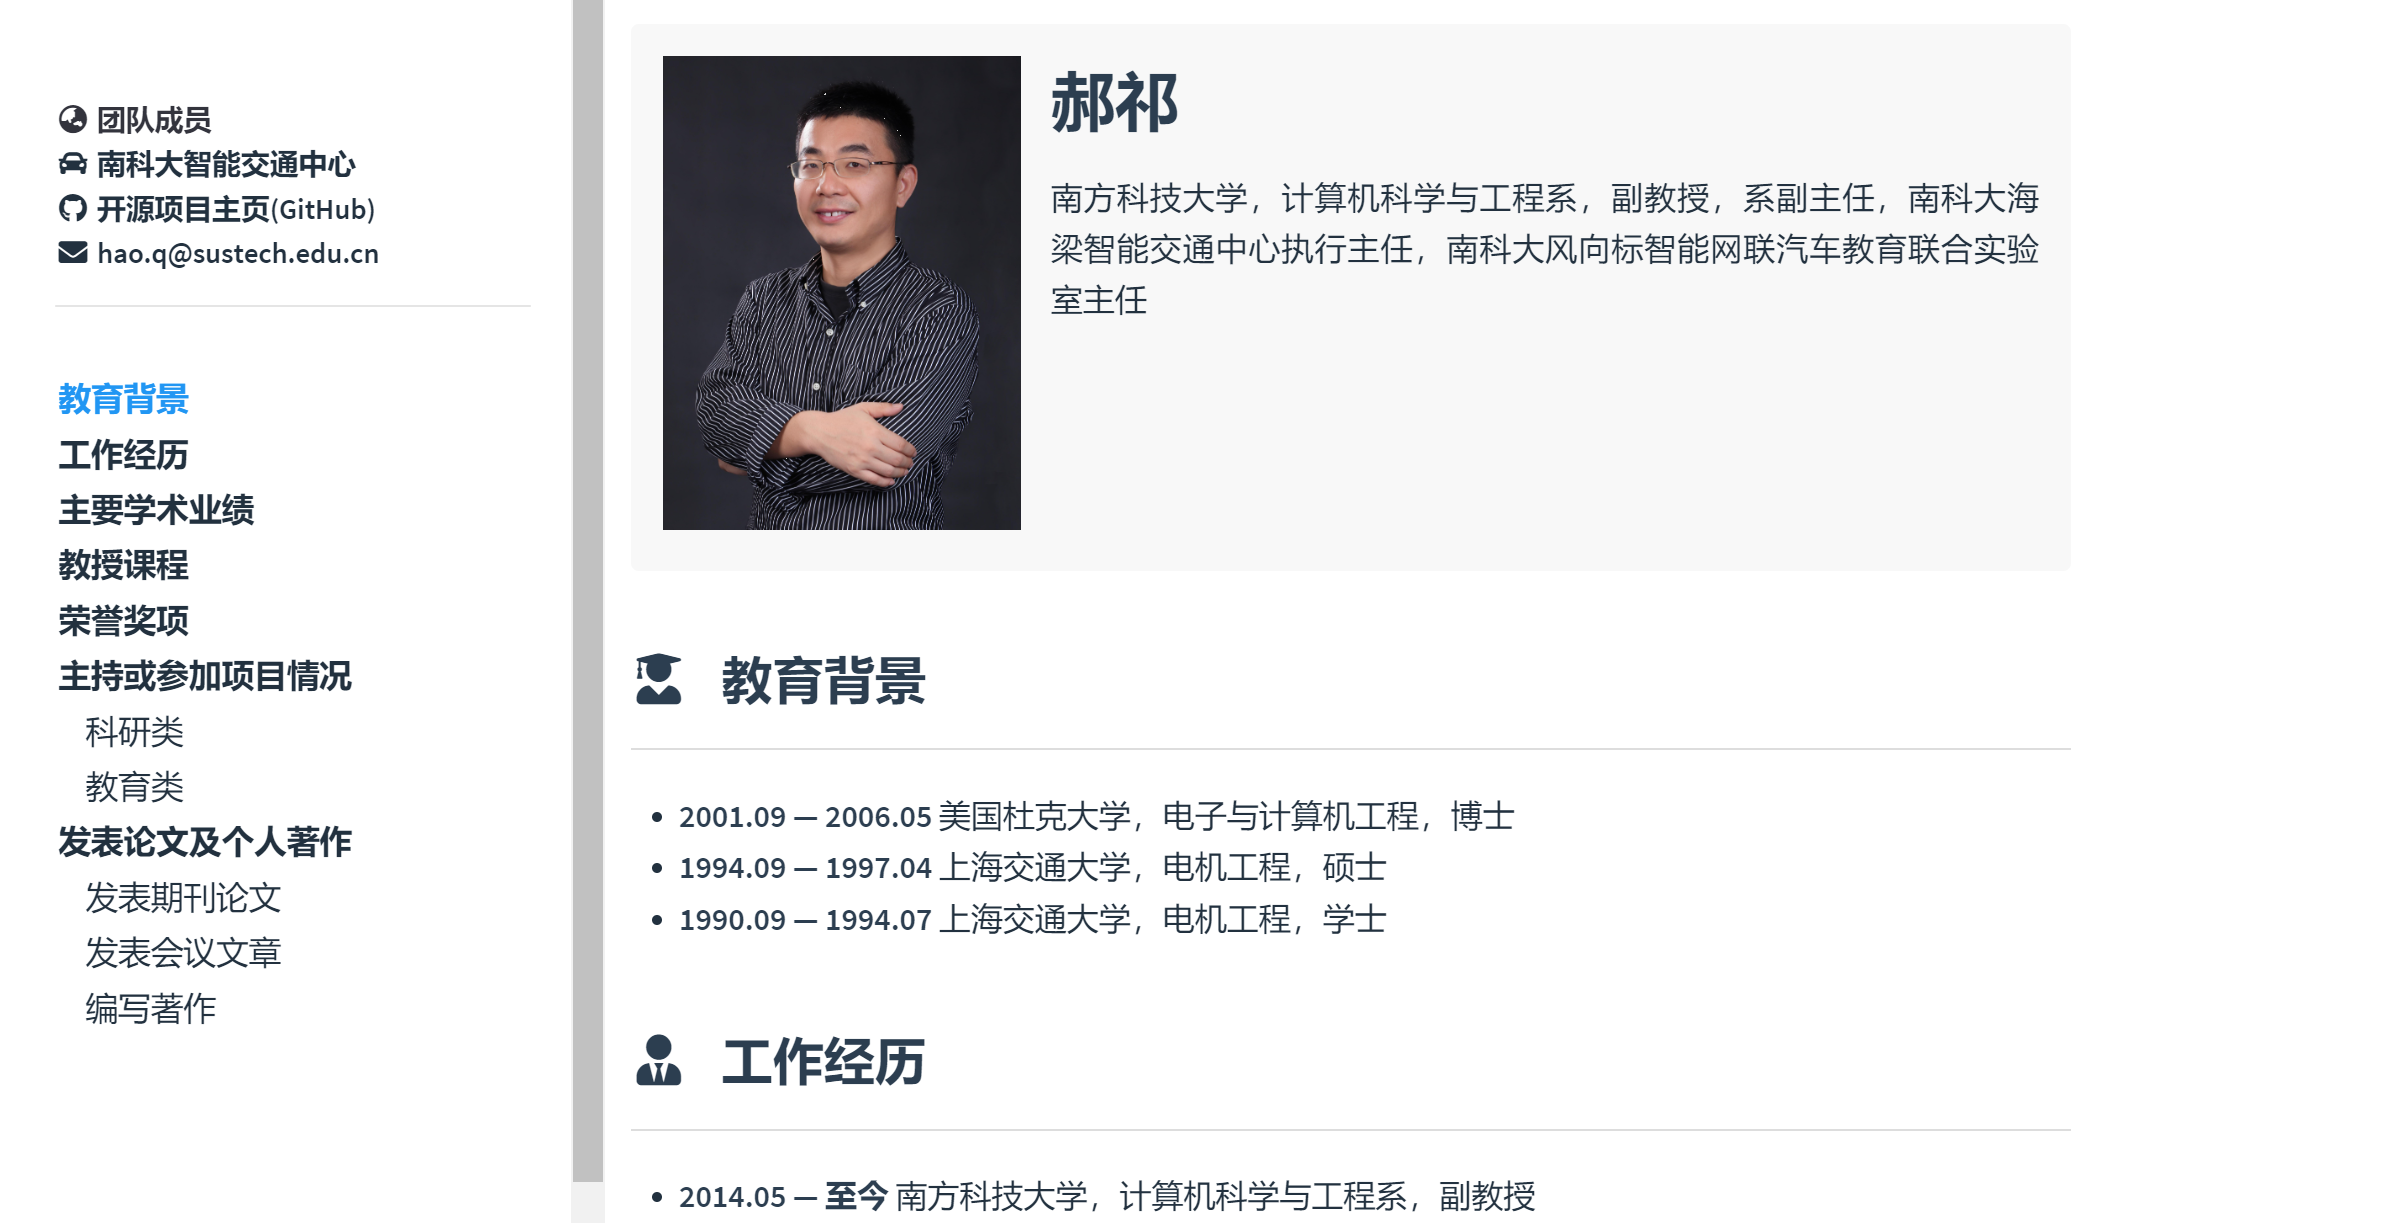 团队成员
南科大智能交通中心
开源项目主页(GitHub)
hao.q@sustech.edu.cn
教育背景
工作经历
主要学术业绩
教授课程
荣誉奖项
主持或参加项目情况
科研类
教育类
发表论文及个人著作
发表期刊论文
发表会议文章
编写著作
郝祁
南方科技大学，计算机科学与工程系，副教授，系副主任，南科大海
梁智能交通中心执行主任，南科大风向标智能网联汽车教育联合实验
室主任
教育背景
2001.09 — 2006.05 美国杜克大学，电子与计算机工程，博士
1994.09 — 1997.04 上海交通大学，电机工程，硕士
1990.09 — 1994.07 上海交通大学，电机工程，学士
工作经历
2014.05 — 至今 南方科技大学，计算机科学与工程系，副教授